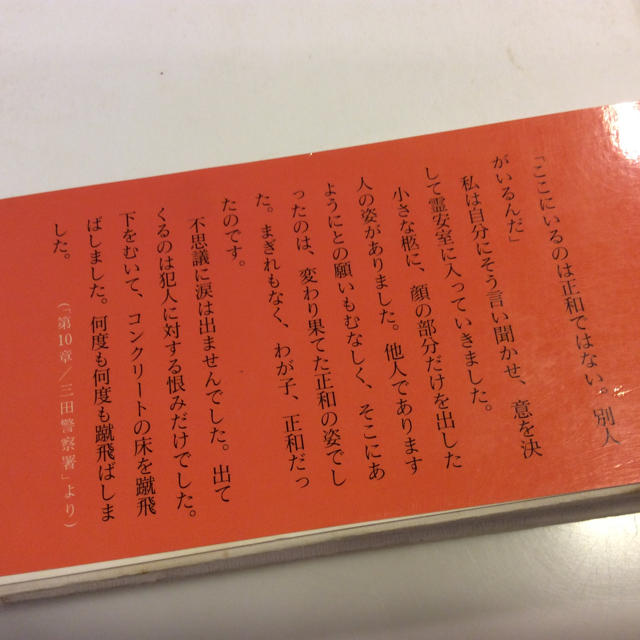 「ここにいるのは正和ではない。別人
がいるんだ」
私は自分にそう言い聞かせ、意を決
して霊安室に入っていきました。
小さな柩に、顔の部分だけを出した
人の姿がありました。他人であります
ようにとの願いもむなしく、そこにあ
ったのは、変わり果てた正和の姿でし
た。まぎれもなく、わが子、正和だっ
たのです。
不思議に涙は出ませんでした。出て
くるのは犯人に対する恨みだけでした。
下をむいて、コンクリートの床を蹴飛
ばしました。何度も何度も蹴飛ばしま
した。
(「第10章/三田警察署」より)